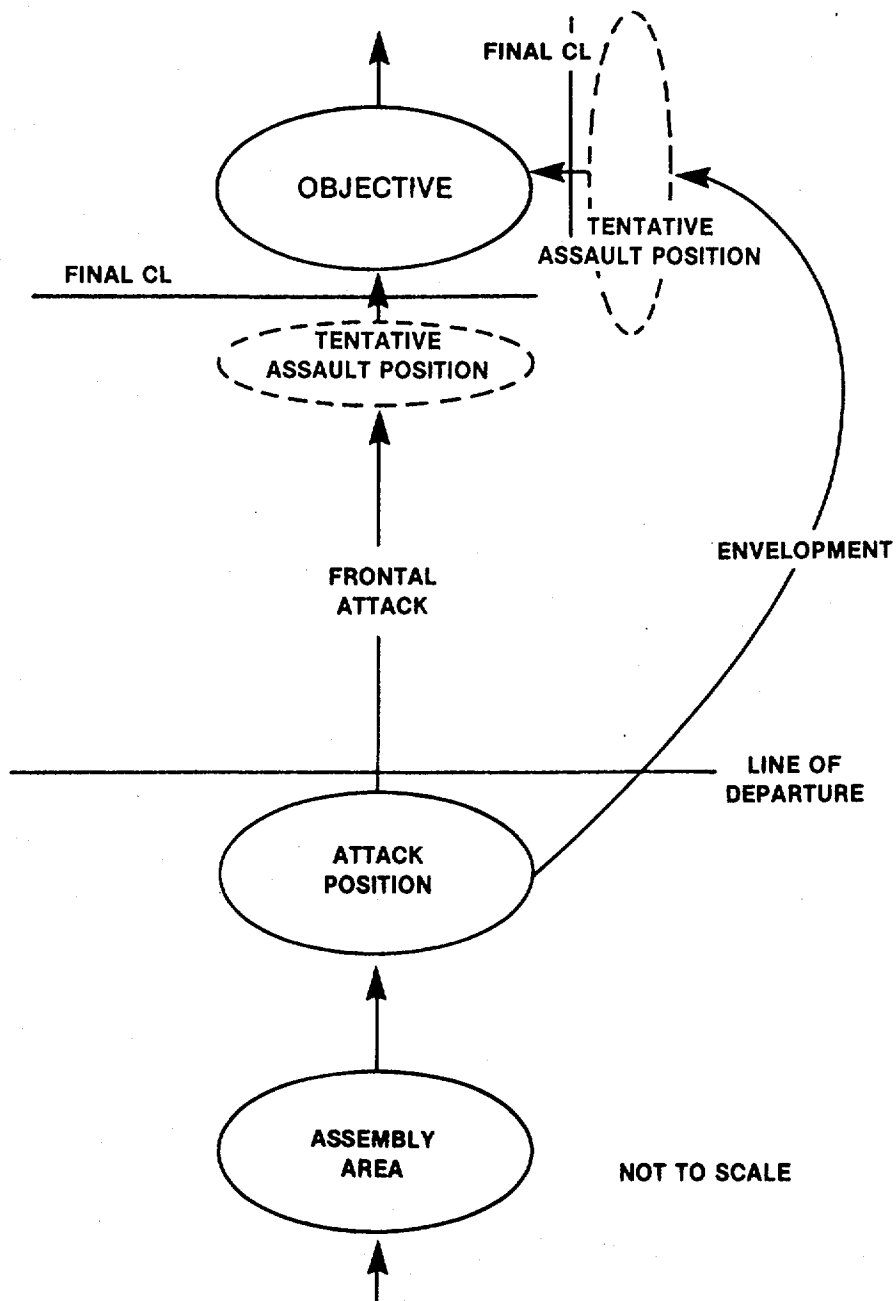 FINAL CL
OBJECTIVE
TENTATIVE
ASSAULT POSITION
FINAL CL
TENTATIVE
ASSAULT POSITION
ENVELOPMENT
FRONTAL
ATTACK
LINE OF
DEPARTURE
ATTACK
POSITION
ASSEMBLY
AREA
NOT TO SCALE